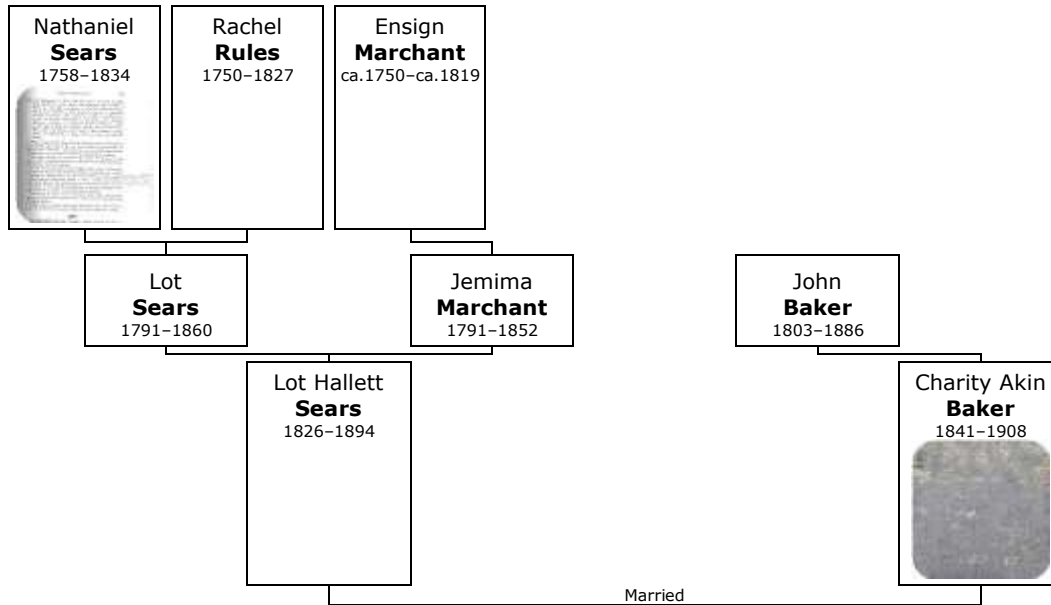 Nathaniel
Sears
1758–1834
Rachel
Rules
1750–1827
Ensign
Marchant
ca.1750–ca.1819
Lot
Sears
1791–1860
Jemima
Marchant
1791–1852
John
Baker
1803–1886
Lot Hallett
Sears
1826–1894
Charity Akin
Baker
1841–1908
Married